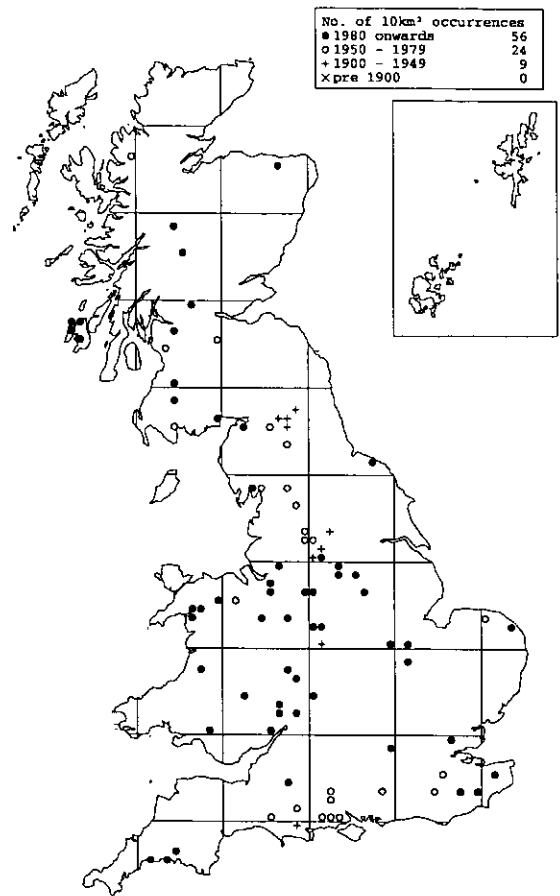 No. of 10km² occurrences
● 1980 onwards 56
○ 1950 - 1979 24
+ 1900 - 1949 9
× pre 1900 0